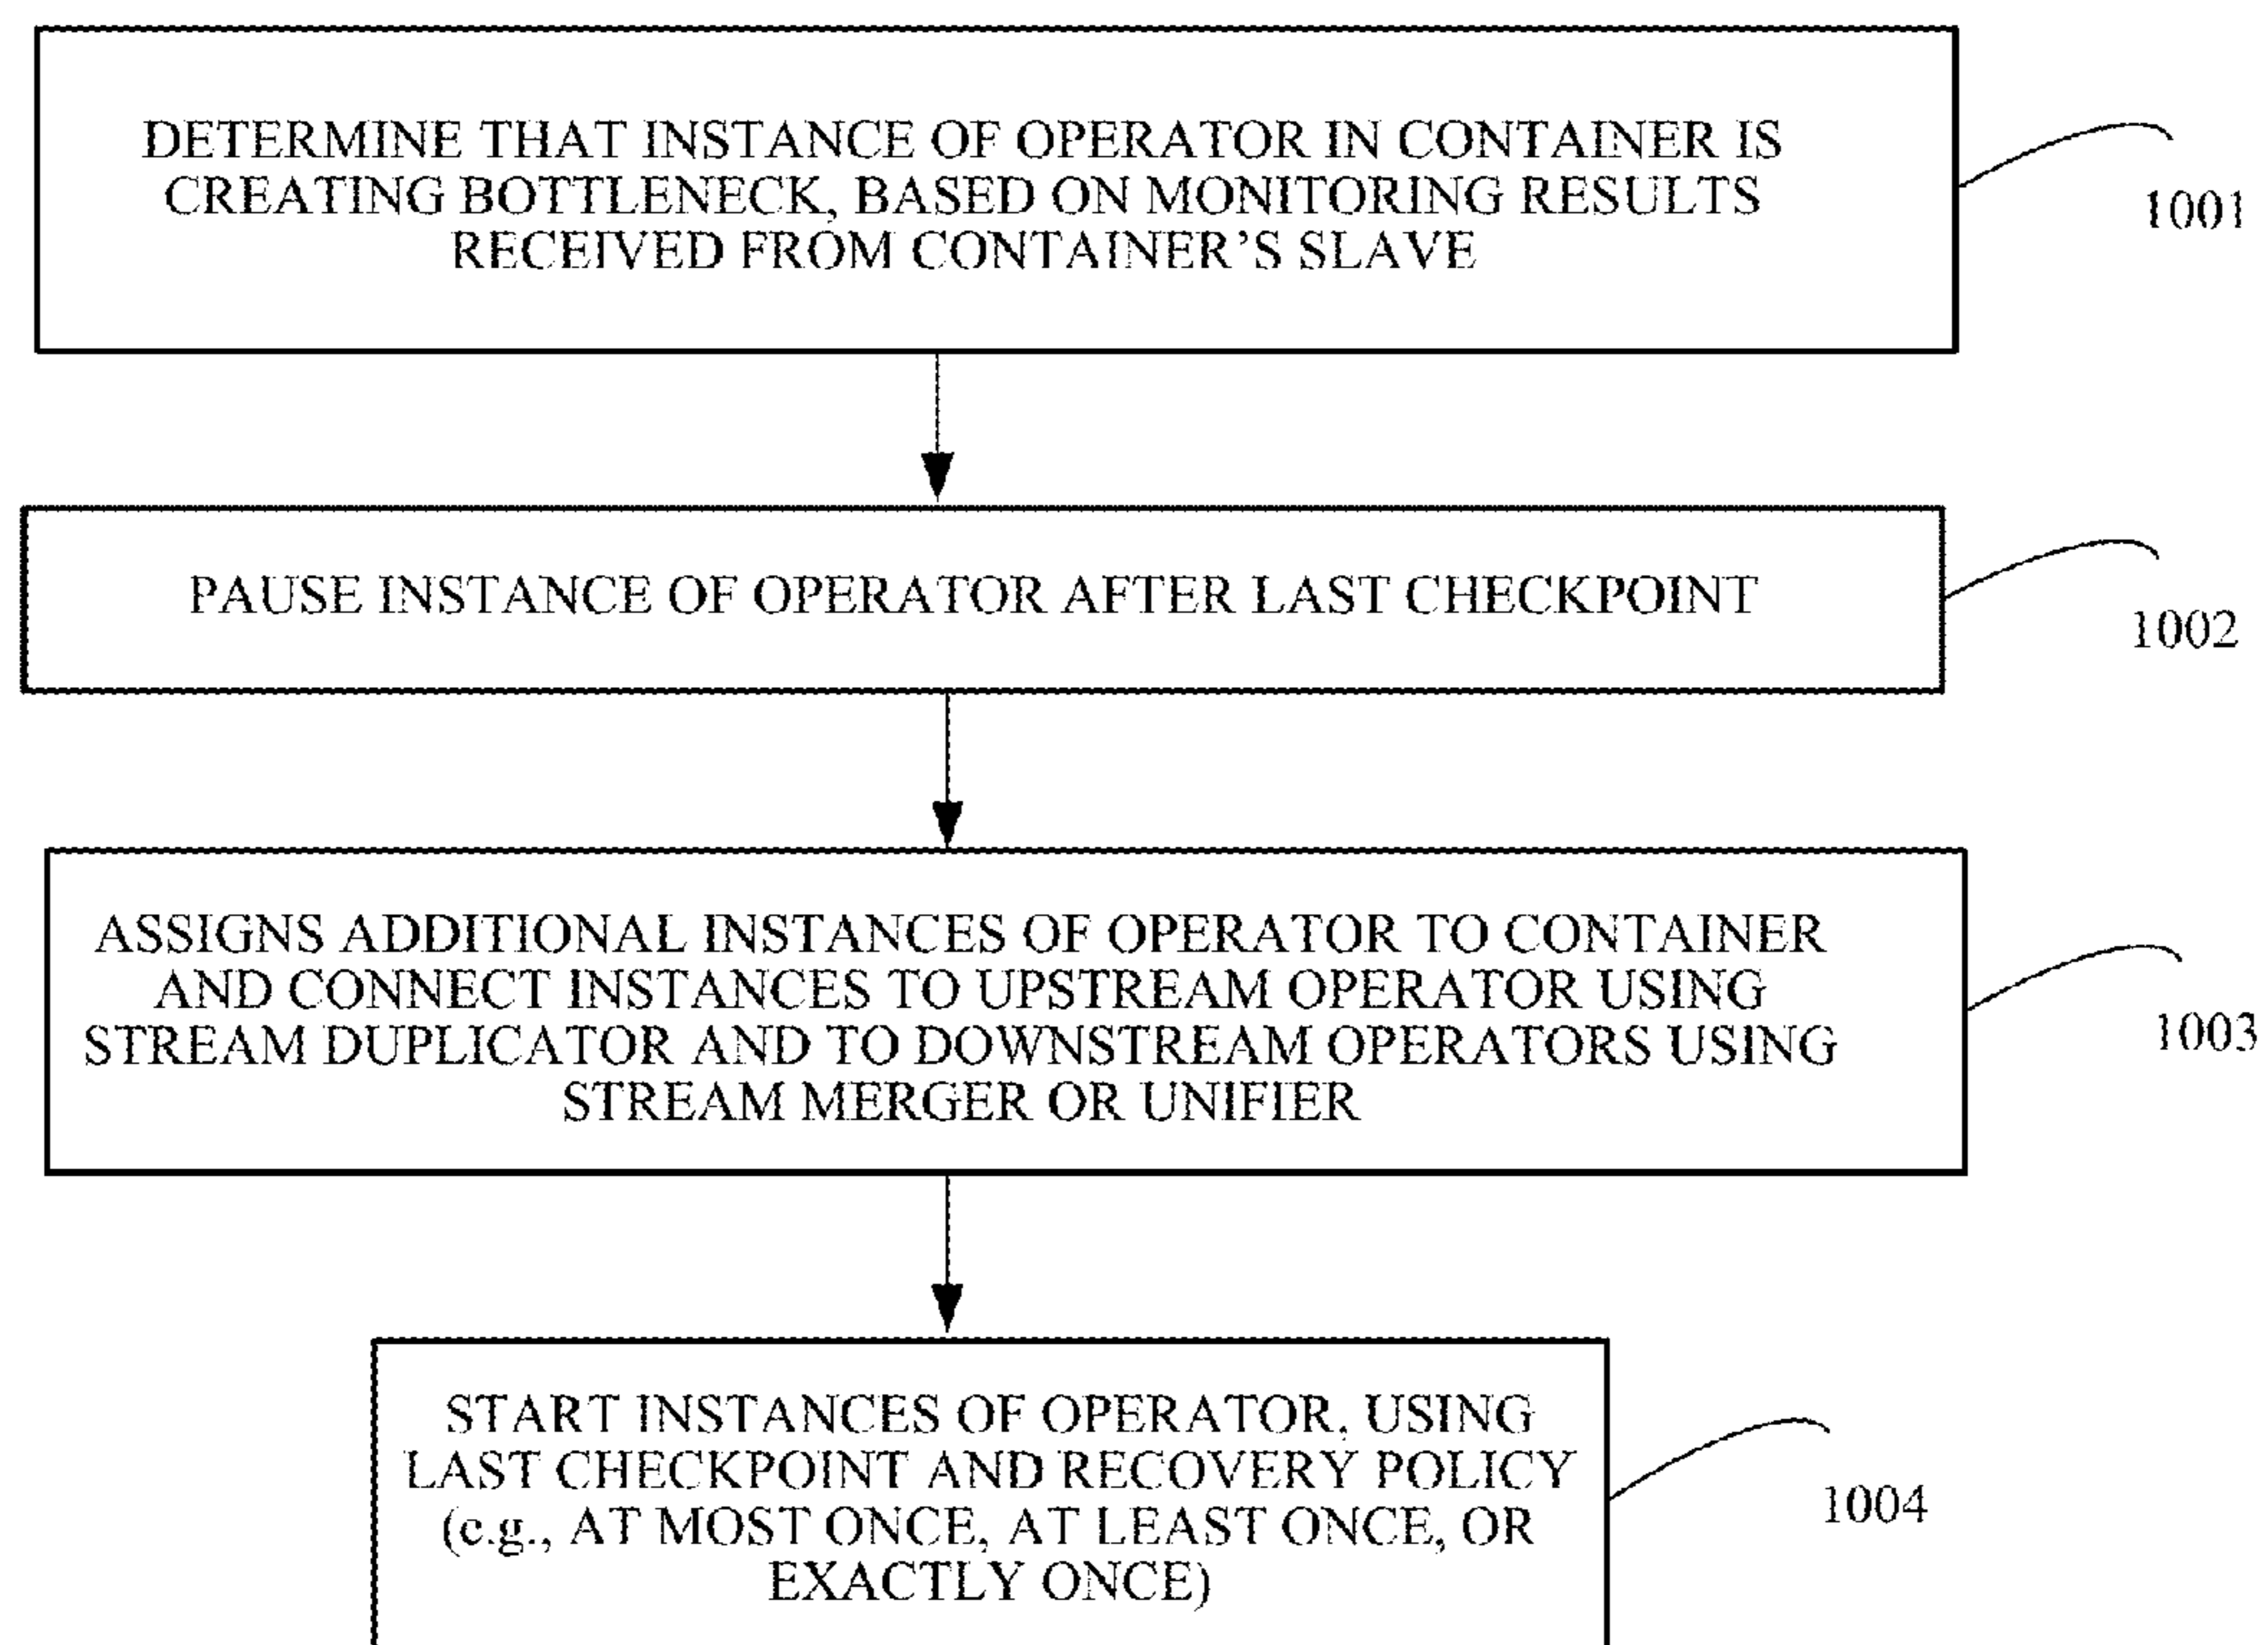 DETERMINE THAT INSTANCE OF OPERATOR IN CONTAINER IS
CREATING BOTTLENECK, BASED ON MONITORING RESULTS
RECEIVED FROM CONTAINER'S SLAVE
1001
PAUSE INSTANCE OF OPERATOR AFTER LAST CHECKPOINT
1002
ASSIGNS ADDITIONAL INSTANCES OF OPERATOR TO CONTAINER
AND CONNECT INSTANCES TO UPSTREAM OPERATOR USING
STREAM DUPLICATOR AND TO DOWNSTREAM OPERATORS USING
STREAM MERGER OR UNIFIER
1003
START INSTANCES OF OPERATOR, USING
LAST CHECKPOINT AND RECOVERY POLICY
(e.g., AT MOST ONCE, AT LEAST ONCE, OR
EXACTLY ONCE)
1004